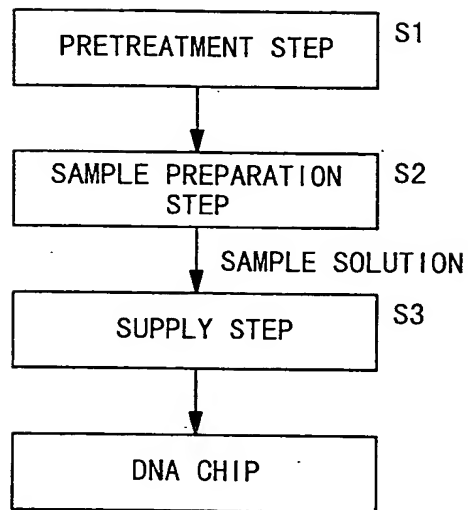 PRETREATMENT STEP
S1
SAMPLE PREPARATION
STEP
S2
SAMPLE SOLUTION
SUPPLY STEP
S3
DNA CHIP